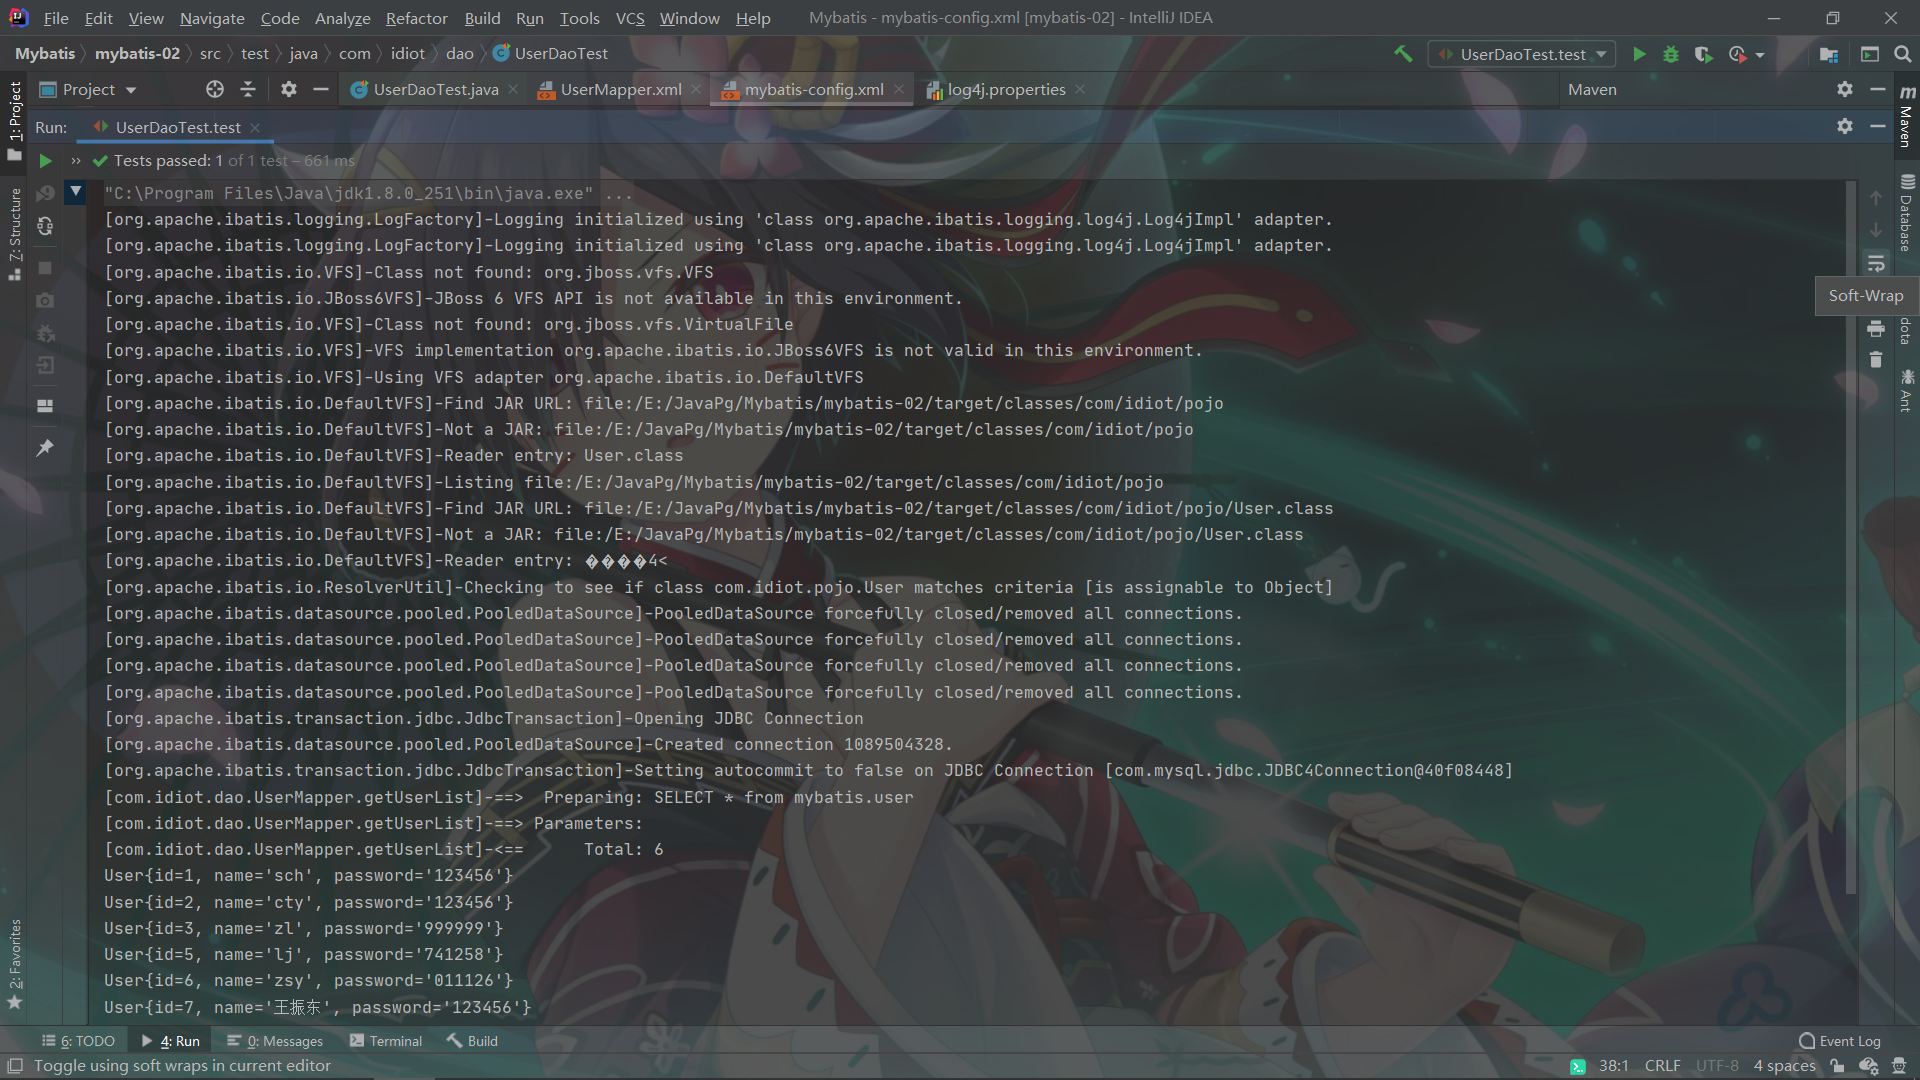 File Edit View Navigate Code Analyze Refactor Build Run Tools VCS Window Help Mybatis - mybatis-config.xml [mybatis-02] - IntelliJ IDEA
Mybatis mybatis-02 src test java com idiot dao UserDaoTest UserDaoTest.test
Project UserDaoTest.java UserMapper.xml mybatis-config.xml log4j.properties Maven
Run: UserDaoTest.test
Tests passed: 1 of 1 test – 661 ms
"C:\Program Files\Java\jdk1.8.0_251\bin\java.exe" ...
[org.apache.ibatis.logging.LogFactory]-Logging initialized using 'class org.apache.ibatis.logging.log4j.Log4jImpl' adapter.
[org.apache.ibatis.logging.LogFactory]-Logging initialized using 'class org.apache.ibatis.logging.log4j.Log4jImpl' adapter.
[org.apache.ibatis.io.VFS]-Class not found: org.jboss.vfs.VFS
[org.apache.ibatis.io.JBoss6VFS]-JBoss 6 VFS API is not available in this environment.
[org.apache.ibatis.io.VFS]-Class not found: org.jboss.vfs.VirtualFile
[org.apache.ibatis.io.VFS]-VFS implementation org.apache.ibatis.io.JBoss6VFS is not valid in this environment.
[org.apache.ibatis.io.VFS]-Using VFS adapter org.apache.ibatis.io.DefaultVFS
[org.apache.ibatis.io.DefaultVFS]-Find JAR URL: file:/E:/JavaPg/Mybatis/mybatis-02/target/classes/com/idiot/pojo
[org.apache.ibatis.io.DefaultVFS]-Not a JAR: file:/E:/JavaPg/Mybatis/mybatis-02/target/classes/com/idiot/pojo
[org.apache.ibatis.io.DefaultVFS]-Reader entry: User.class
[org.apache.ibatis.io.DefaultVFS]-Listing file:/E:/JavaPg/Mybatis/mybatis-02/target/classes/com/idiot/pojo
[org.apache.ibatis.io.DefaultVFS]-Find JAR URL: file:/E:/JavaPg/Mybatis/mybatis-02/target/classes/com/idiot/pojo/User.class
[org.apache.ibatis.io.DefaultVFS]-Not a JAR: file:/E:/JavaPg/Mybatis/mybatis-02/target/classes/com/idiot/pojo/User.class
[org.apache.ibatis.io.DefaultVFS]-Reader entry: ����4<
[org.apache.ibatis.io.ResolverUtil]-Checking to see if class com.idiot.pojo.User matches criteria [is assignable to Object]
[org.apache.ibatis.datasource.pooled.PooledDataSource]-PooledDataSource forcefully closed/removed all connections.
[org.apache.ibatis.datasource.pooled.PooledDataSource]-PooledDataSource forcefully closed/removed all connections.
[org.apache.ibatis.datasource.pooled.PooledDataSource]-PooledDataSource forcefully closed/removed all connections.
[org.apache.ibatis.datasource.pooled.PooledDataSource]-PooledDataSource forcefully closed/removed all connections.
[org.apache.ibatis.transaction.jdbc.JdbcTransaction]-Opening JDBC Connection
[org.apache.ibatis.datasource.pooled.PooledDataSource]-Created connection 1089504328.
[org.apache.ibatis.transaction.jdbc.JdbcTransaction]-Setting autocommit to false on JDBC Connection [com.mysql.jdbc.JDBC4Connection@40f08448]
[com.idiot.dao.UserMapper.getUserList]-==>  Preparing: SELECT * from mybatis.user
[com.idiot.dao.UserMapper.getUserList]-==> Parameters:
[com.idiot.dao.UserMapper.getUserList]-<==      Total: 6
User{id=1, name='sch', password='123456'}
User{id=2, name='cty', password='123456'}
User{id=3, name='zl', password='999999'}
User{id=5, name='lj', password='741258'}
User{id=6, name='zsy', password='011126'}
User{id=7, name='王振东', password='123456'}
1: Project
7: Structure
2: Favorites
Maven
Database
Soft-Wrap
dota
Ant
6: TODO 4: Run 0: Messages Terminal Build Event Log
Toggle using soft wraps in current editor 38:1 CRLF UTF-8 4 spaces